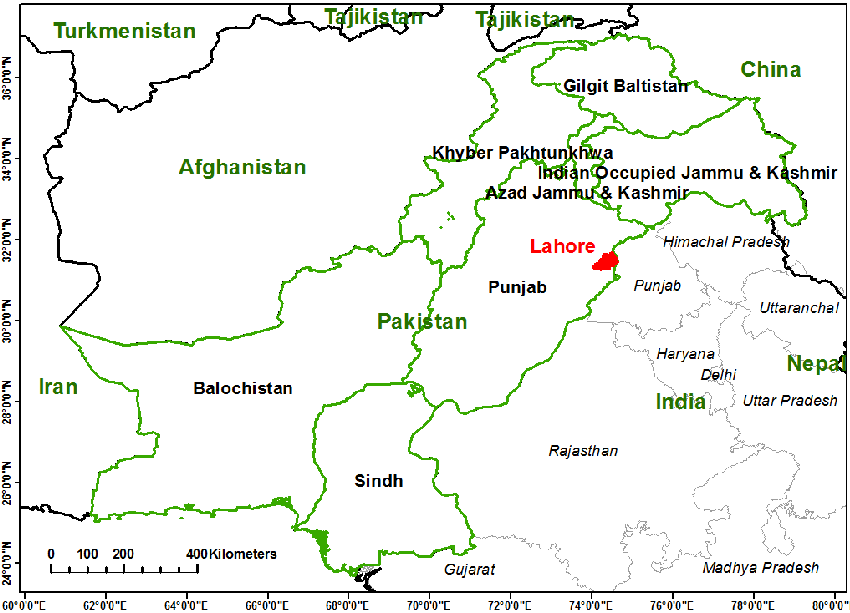 Tajikistan
Tajikistan
Turkmenistan
China
Gilgit Baltistan
Khyber Pakhtunkhwa
Afghanistan
Indian Occupied Jammu & Kashmir
Azad Jammu & Kashmir
Lahore
Himachal Pradesh
Punjab
Punjab
Uttaranchal
Pakistan
Haryana
Nepal
Delhi
Iran
Balochistan
India
Uttar Pradesh
Rajasthan
Sindh
0 100 200 400 Kilometers
Gujarat
Madhya Pradesh
36°0'0"N
34°0'0"N
32°0'0"N
30°0'0"N
28°0'0"N
26°0'0"N
24°0'0"N
60°0'0"E 62°0'0"E 64°0'0"E 66°0'0"E 68°0'0"E 70°0'0"E 72°0'0"E 74°0'0"E 76°0'0"E 78°0'0"E 80°0'0"E